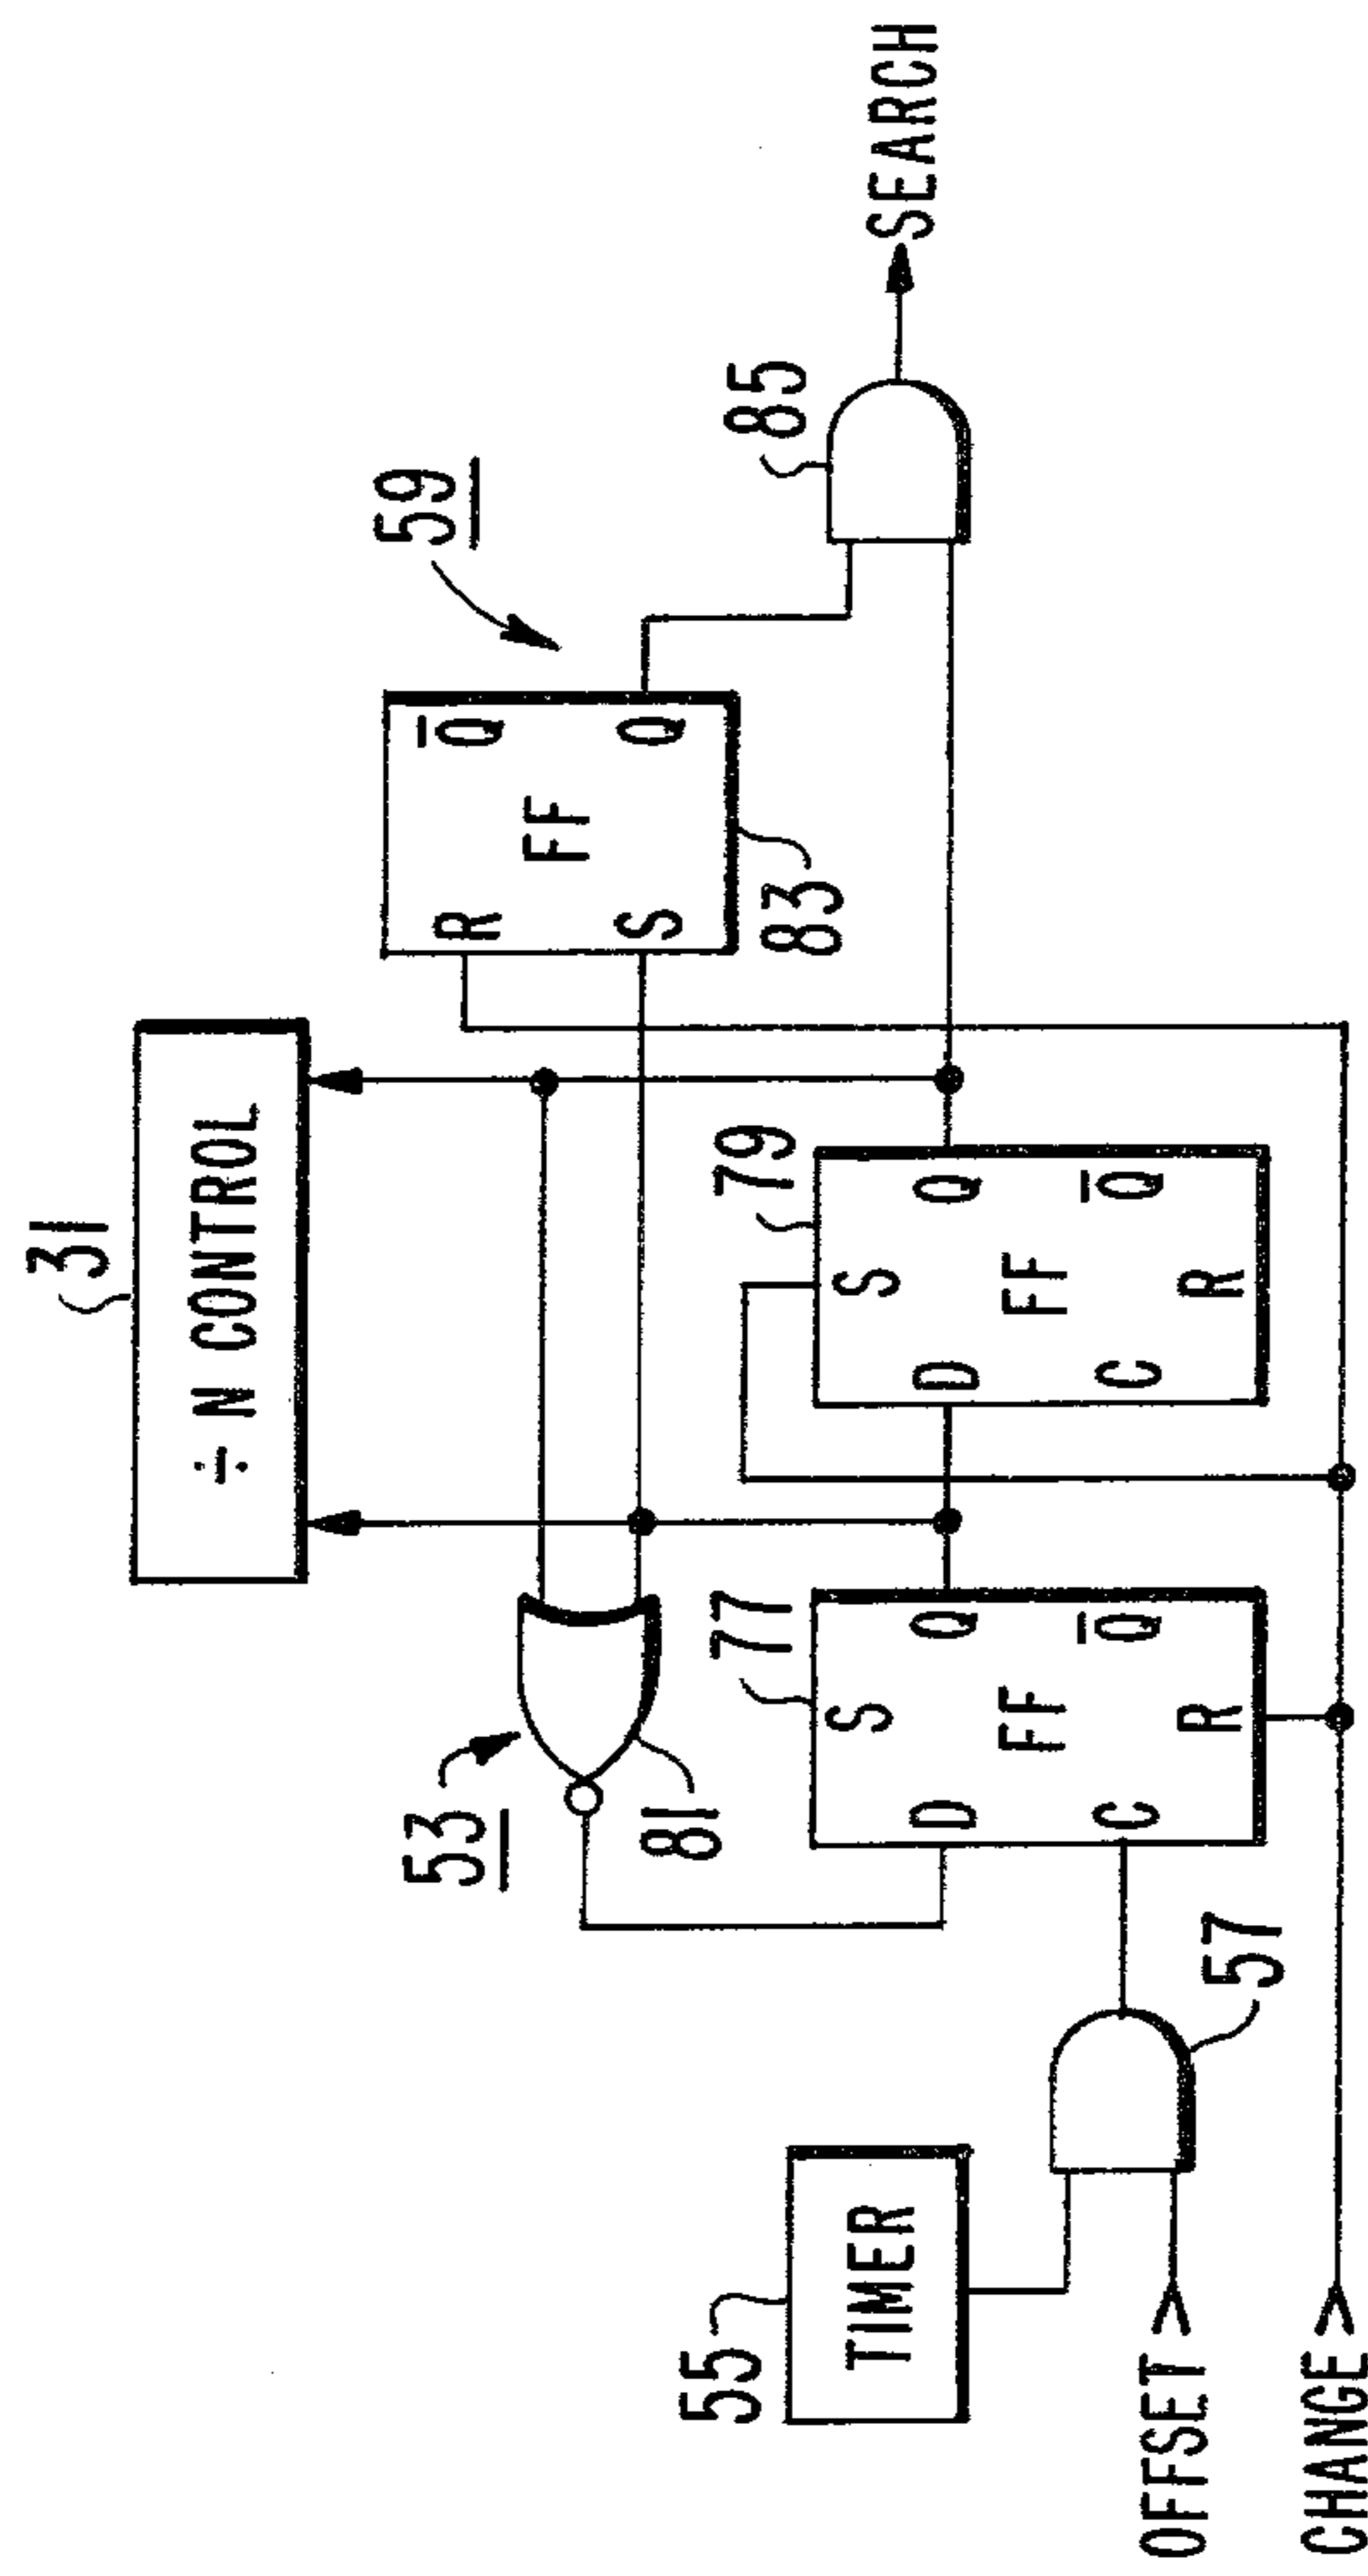 31
÷ N CONTROL
59
53
81
R
Q̅
FF
S
Q
83
85
SEARCH
77
S
D
Q
FF
C
Q̅
R
79
S
D
Q
FF
C
Q̅
R
55
TIMER
57
OFFSET >
CHANGE >